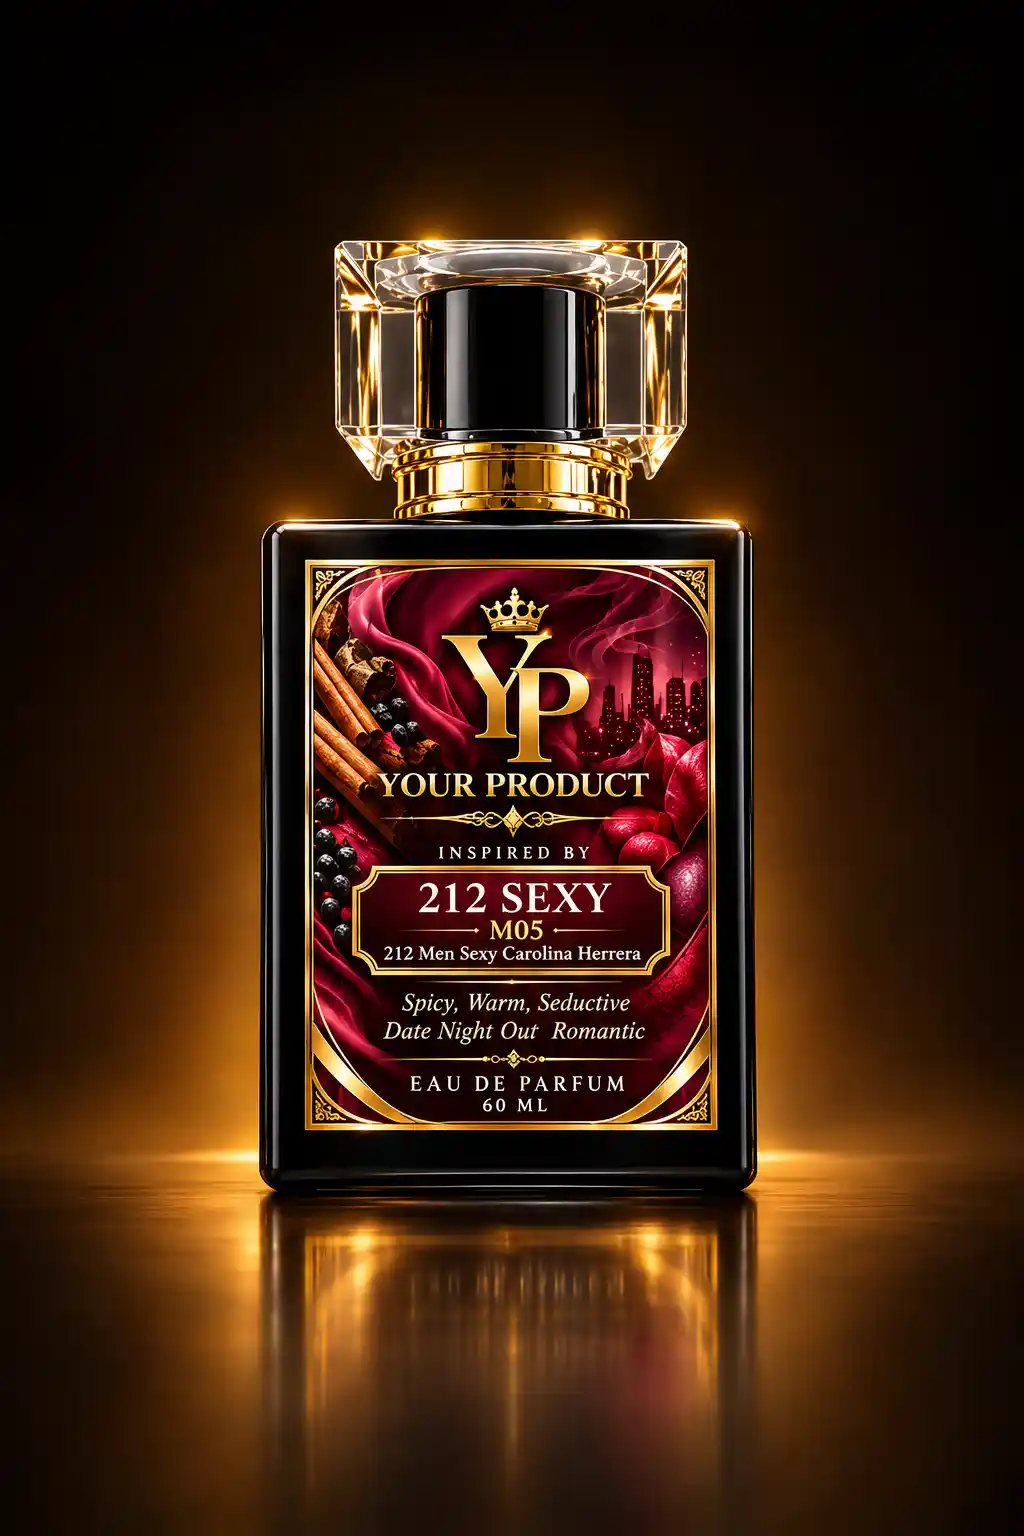 YP
YOUR PRODUCT
INSPIRED BY
212 SEXY
M05
212 Men Sexy Carolina Herrera
Spicy, Warm, Seductive
Date Night Out Romantic
EAU DE PARFUM
60 ML